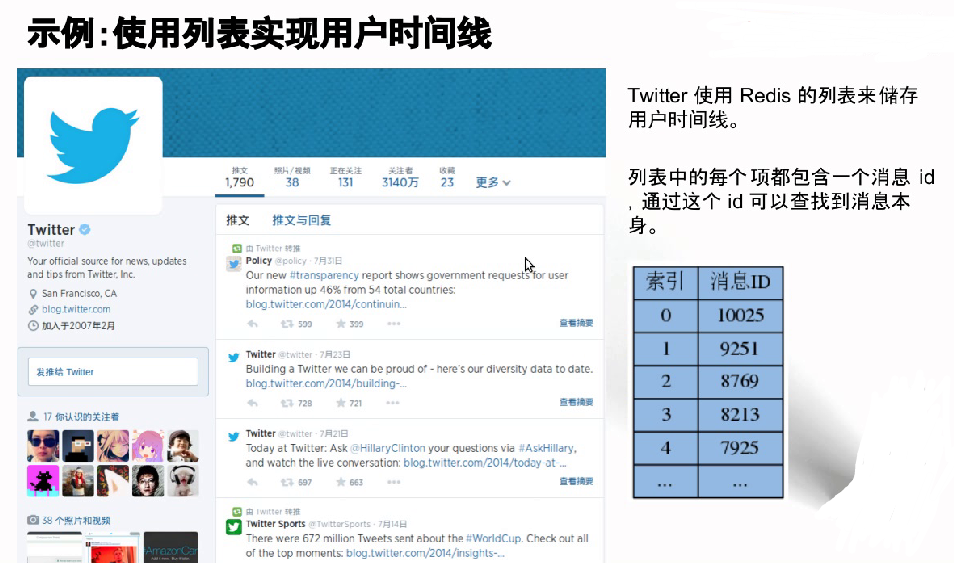 示例：使用列表实现用户时间线
推文 照片/视频 正在关注 关注者 收藏
1,790 38 131 3140万 23 更多
Twitter
@twitter
Your official source for news, updates
and tips from Twitter, Inc.
San Francisco, CA
blog.twitter.com
加入于2007年2月
发推给 Twitter
17 你认识的关注者
38 个照片和视频
AmazonCar
推文 推文与回复
由 Twitter 转推
Policy @policy · 7月31日
Our new #transparency report shows government requests for user
information up 46% from 54 total countries:
blog.twitter.com/2014/continuin...
599 399 查看摘要
Twitter @twitter · 7月23日
Building a Twitter we can be proud of - here's our diversity data to date.
blog.twitter.com/2014/building-...
728 721 查看摘要
Twitter @twitter · 7月21日
Today at Twitter: Ask @HillaryClinton your questions via #AskHillary,
and watch the live conversation: blog.twitter.com/2014/today-at-...
697 663 查看摘要
由 Twitter 转推
Twitter Sports @TwitterSports · 7月14日
There were 672 million Tweets sent about the #WorldCup. Check out all
of the top moments: blog.twitter.com/2014/insights-...
Twitter 使用 Redis 的列表来储存
用户时间线。
列表中的每个项都包含一个消息 id
，通过这个 id 可以查找到消息本
身。
索引 消息ID
0 10025
1 9251
2 8769
3 8213
4 7925
... ...